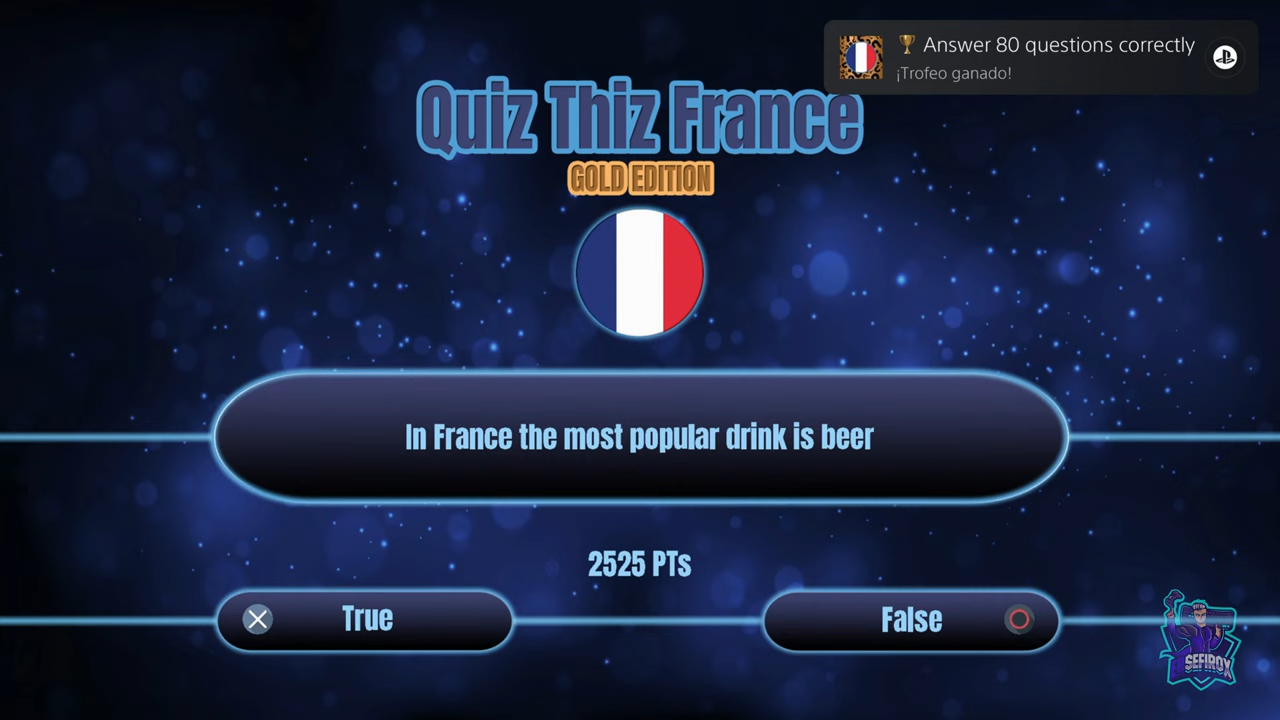 Answer 80 questions correctly
¡Trofeo ganado!
Quiz Thiz France
GOLD EDITION
In France the most popular drink is beer
2525 PTs
True
False
SEFIROX